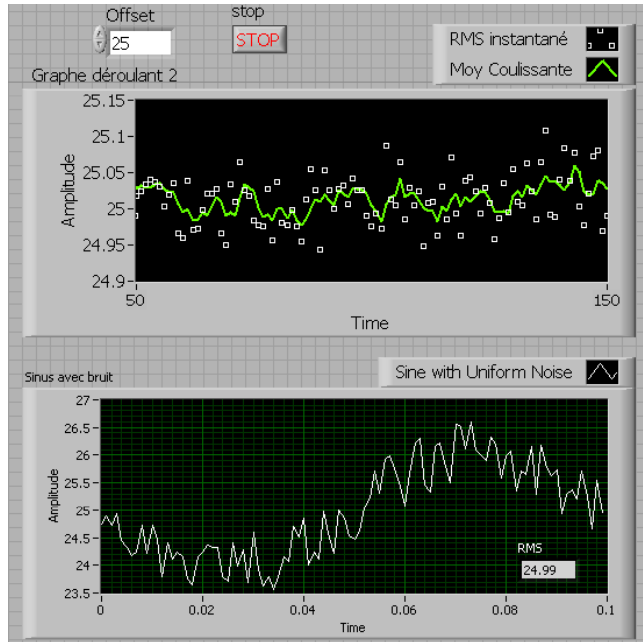 Offset
25
stop
STOP
RMS instantané
Moy Coulissante
Graphe déroulant 2
25.15
25.1
25.05
25
24.95
24.9
Amplitude
50
150
Time
Sinus avec bruit
Sine with Uniform Noise
27
26.5
26
25.5
25
24.5
24
23.5
Amplitude
RMS
24.99
0
0.02
0.04
0.06
0.08
0.1
Time